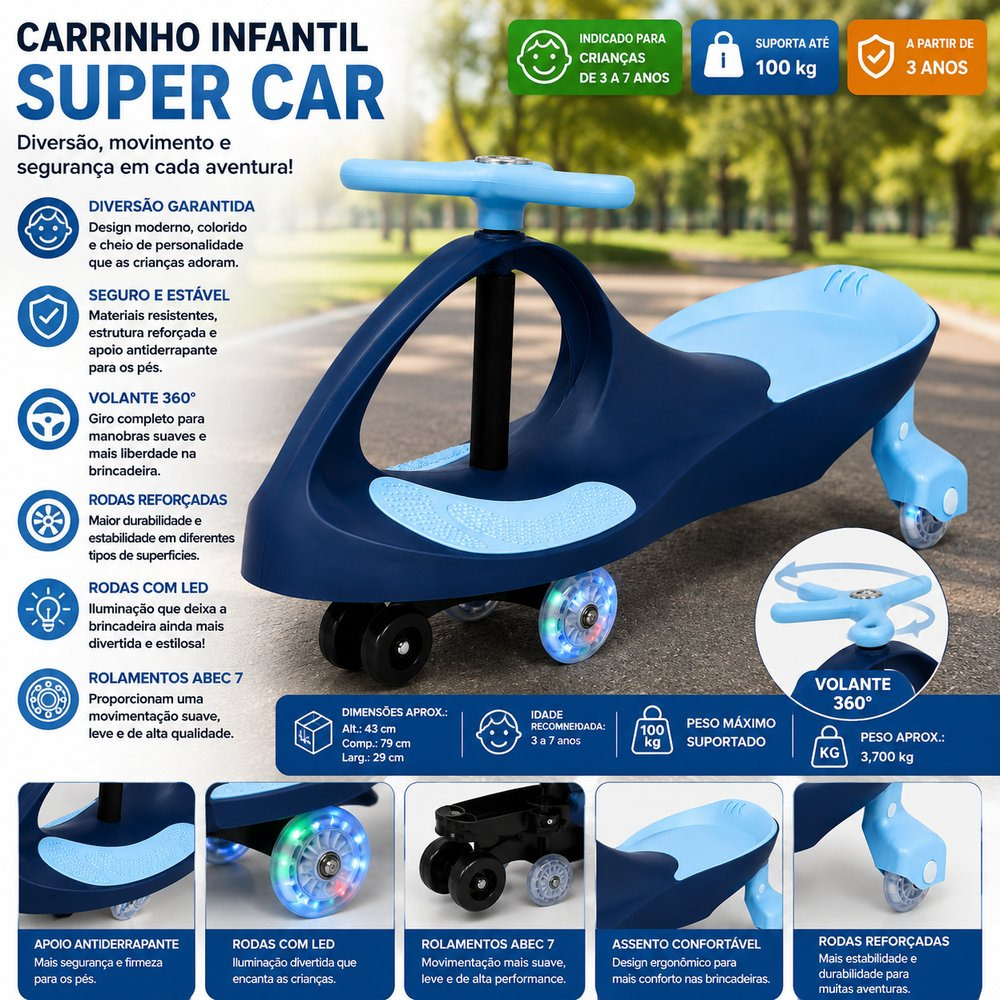 CARRINHO INFANTIL
SUPER CAR
Diversão, movimento e
segurança em cada aventura!
INDICADO PARA
CRIANÇAS
DE 3 A 7 ANOS
SUPORTA ATÉ
100 kg
A PARTIR DE
3 ANOS
DIVERSÃO GARANTIDA
Design moderno, colorido
e cheio de personalidade
que as crianças adoram.
SEGURO E ESTÁVEL
Materiais resistentes,
estrutura reforçada e
apoio antiderrapante
para os pés.
VOLANTE 360°
Giro completo para
manobras suaves e
mais liberdade na
brincadeira.
RODAS REFORÇADAS
Maior durabilidade e
estabilidade em diferentes
tipos de superfícies.
RODAS COM LED
Iluminação que deixa a
brincadeira ainda mais
divertida e estilosa!
ROLAMENTOS ABEC 7
Proporcionam uma
movimentação suave,
leve e de alta qualidade.
VOLANTE
360°
DIMENSÕES APROX.:
Alt.: 43 cm
Comp.: 79 cm
Larg.: 29 cm
IDADE
RECOMENDADA:
3 a 7 anos
100
kg
PESO MÁXIMO
SUPORTADO
KG
PESO APROX.:
3,700 kg
APOIO ANTIDERRAPANTE
Mais segurança e firmeza
para os pés.
RODAS COM LED
Iluminação divertida que
encanta as crianças.
ROLAMENTOS ABEC 7
Movimentação mais suave,
leve e de alta performance.
ASSENTO CONFORTÁVEL
Design ergonômico para
mais conforto nas brincadeiras.
RODAS REFORÇADAS
Mais estabilidade e
durabilidade para
muitas aventuras.